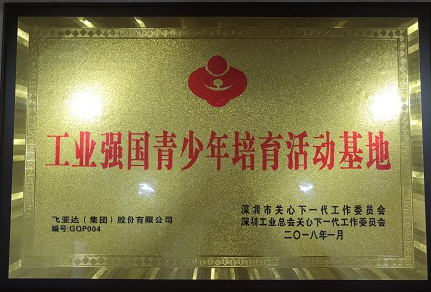 工业强国青少年培育活动基地
飞亚达(集团)股份有限公司
编号:GQP004
深圳市关心下一代工作委员会
深圳工业总会关心下一代工作委员会
二〇一八年一月